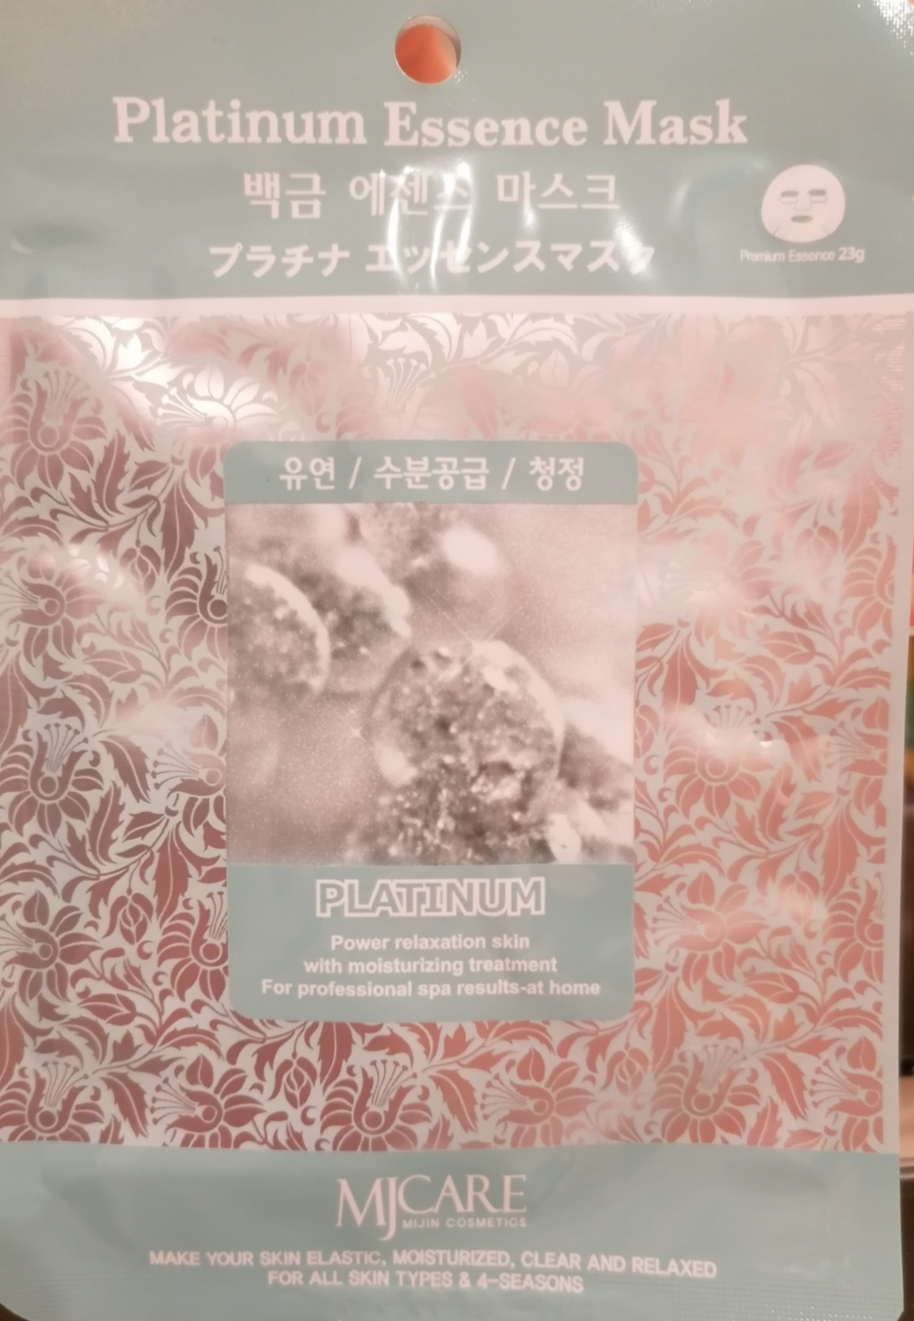 Platinum Essence Mask
백금 에센스 마스크
プラチナ エッセンスマスク
Premium Essence 23g
유연 / 수분공급 / 청정
PLATINUM
Power relaxation skin
with moisturizing treatment
For professional spa results-at home
MJCARE
MIJIN COSMETICS
MAKE YOUR SKIN ELASTIC, MOISTURIZED, CLEAR AND RELAXED
FOR ALL SKIN TYPES & 4-SEASONS